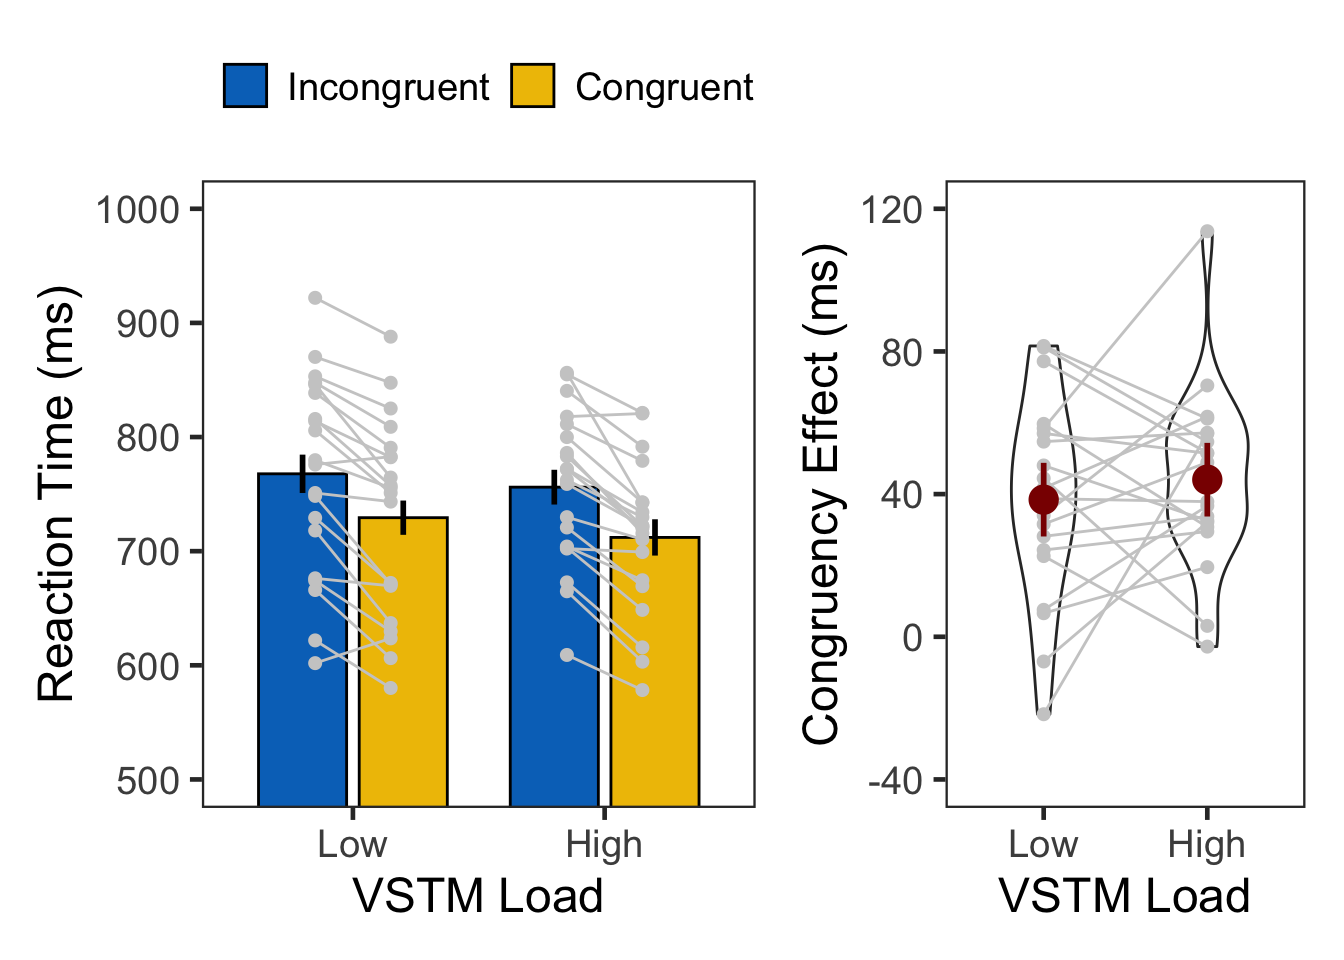 Incongruent Congruent
Reaction Time (ms)
1000
900
800
700
600
500
Low High
VSTM Load
Congruency Effect (ms)
120
80
40
0
-40
Low High
VSTM Load